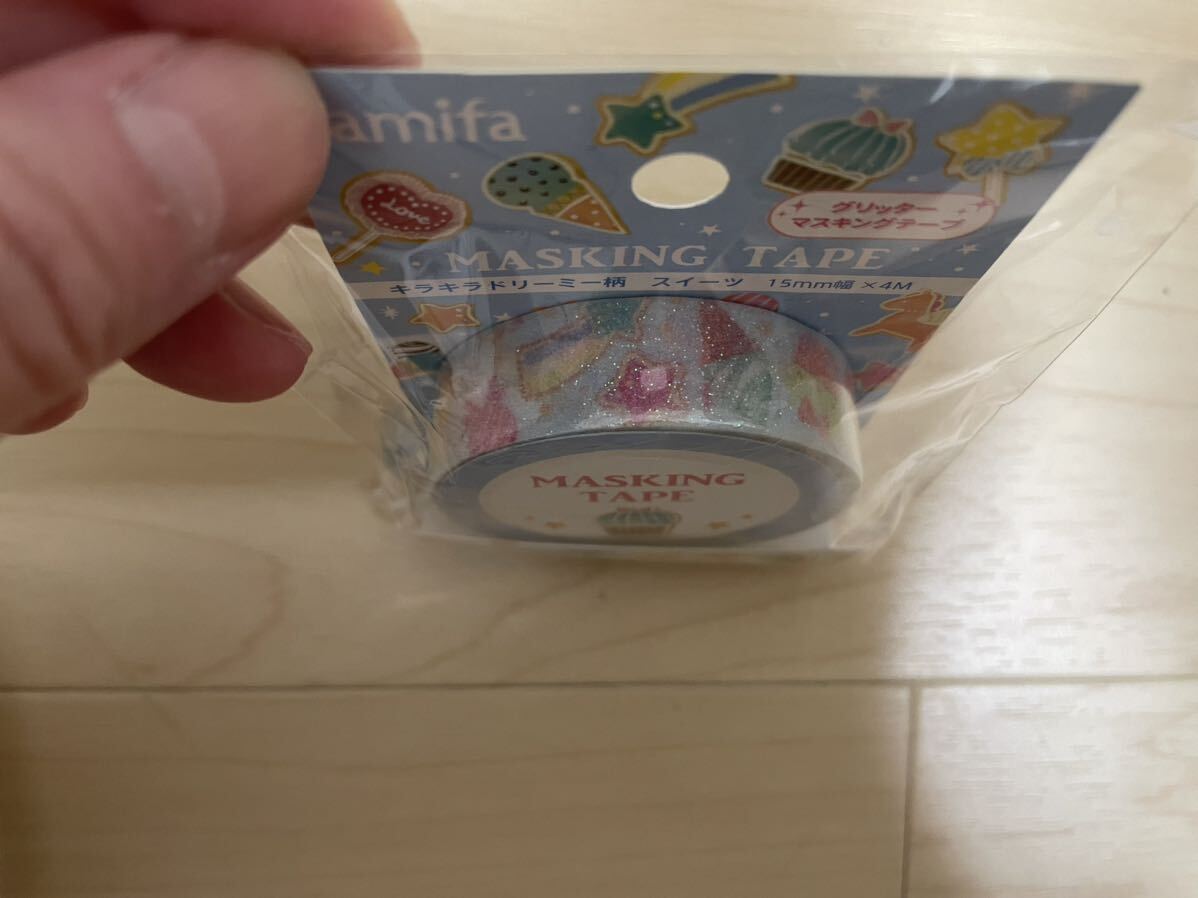 amifa
Love
グリッター
マスキングテープ
MASKING TAPE
キラキラドリーミー柄 スイーツ 15mm幅×4M
MASKING
TAPE